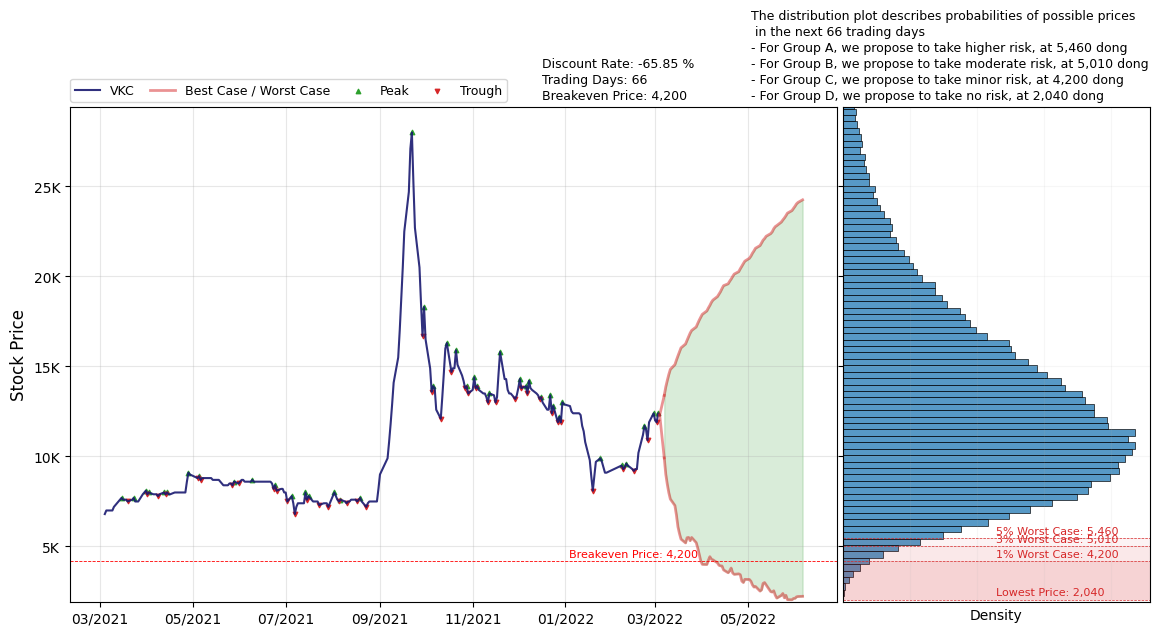 The distribution plot describes probabilities of possible prices
in the next 66 trading days
- For Group A, we propose to take higher risk, at 5,460 dong
- For Group B, we propose to take moderate risk, at 5,010 dong
- For Group C, we propose to take minor risk, at 4,200 dong
- For Group D, we propose to take no risk, at 2,040 dong
Discount Rate: -65.85 %
Trading Days: 66
Breakeven Price: 4,200
VKC Best Case / Worst Case Peak Trough
Stock Price
25K
20K
15K
10K
5K
Breakeven Price: 4,200
5% Worst Case: 5,460
3% Worst Case: 5,010
1% Worst Case: 4,200
Lowest Price: 2,040
03/2021 05/2021 07/2021 09/2021 11/2021 01/2022 03/2022 05/2022
Density